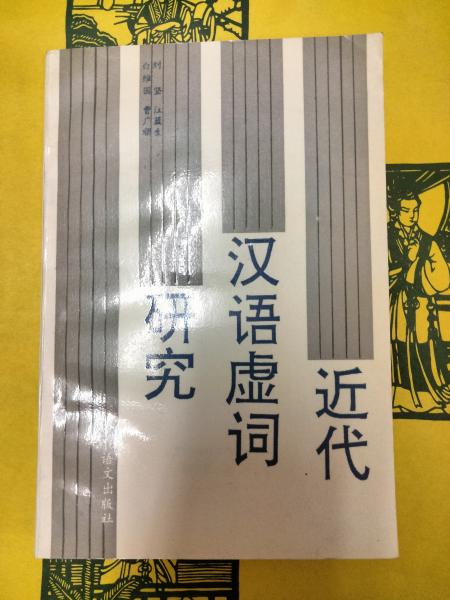 近代
汉语虚词
研究
刘坚 江蓝生
白维国 曹广顺
语文出版社